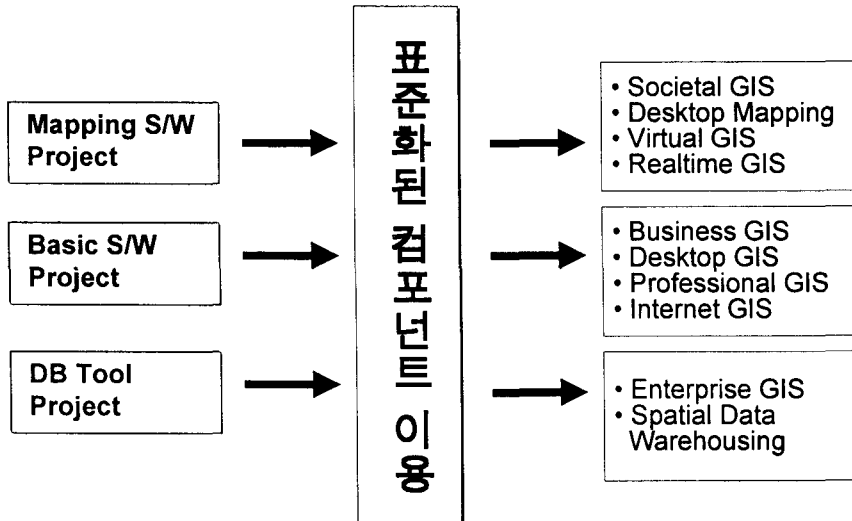 Mapping S/W
Project
Basic S/W
Project
DB Tool
Project
표준화된 컴포넌트 이용
• Societal GIS
• Desktop Mapping
• Virtual GIS
• Realtime GIS
• Business GIS
• Desktop GIS
• Professional GIS
• Internet GIS
• Enterprise GIS
• Spatial Data
Warehousing